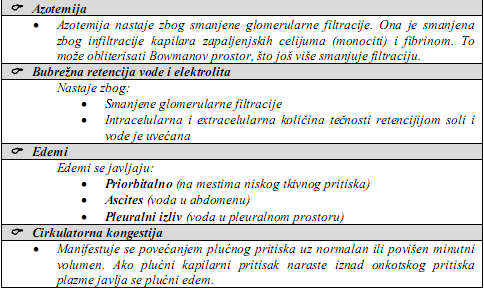 Azotemija
• Azotemija nastaje zbog smanjene glomerularne filtracije. Ona je smanjena
zbog infiltracije kapilara zapaljenjskih celijuma (monociti) i fibrinom. To
može obliterisati Bowmanov prostor, što još više smanjuje filtraciju.
Bubrežna retencija vode i elektrolita
Nastaje zbog:
• Smanjene glomerularne filtracije
• Intracelularna i extracelularna količina tečnosti retencijijom soli i
vode je uvećana
Edemi
Edemi se javljaju:
• Priorbitalno (na mestima niskog tkivnog pritiska)
• Ascites (voda u abdomenu)
• Pleuralni izliv (voda u pleuralnom prostoru)
Cirkulatorna kongestija
• Manifestuje se povećanjem plućnog pritiska uz normalan ili povišen minutni
volumen. Ako plućni kapilarni pritisak naraste iznad onkotskog pritiska
plazme javlja se plućni edem.